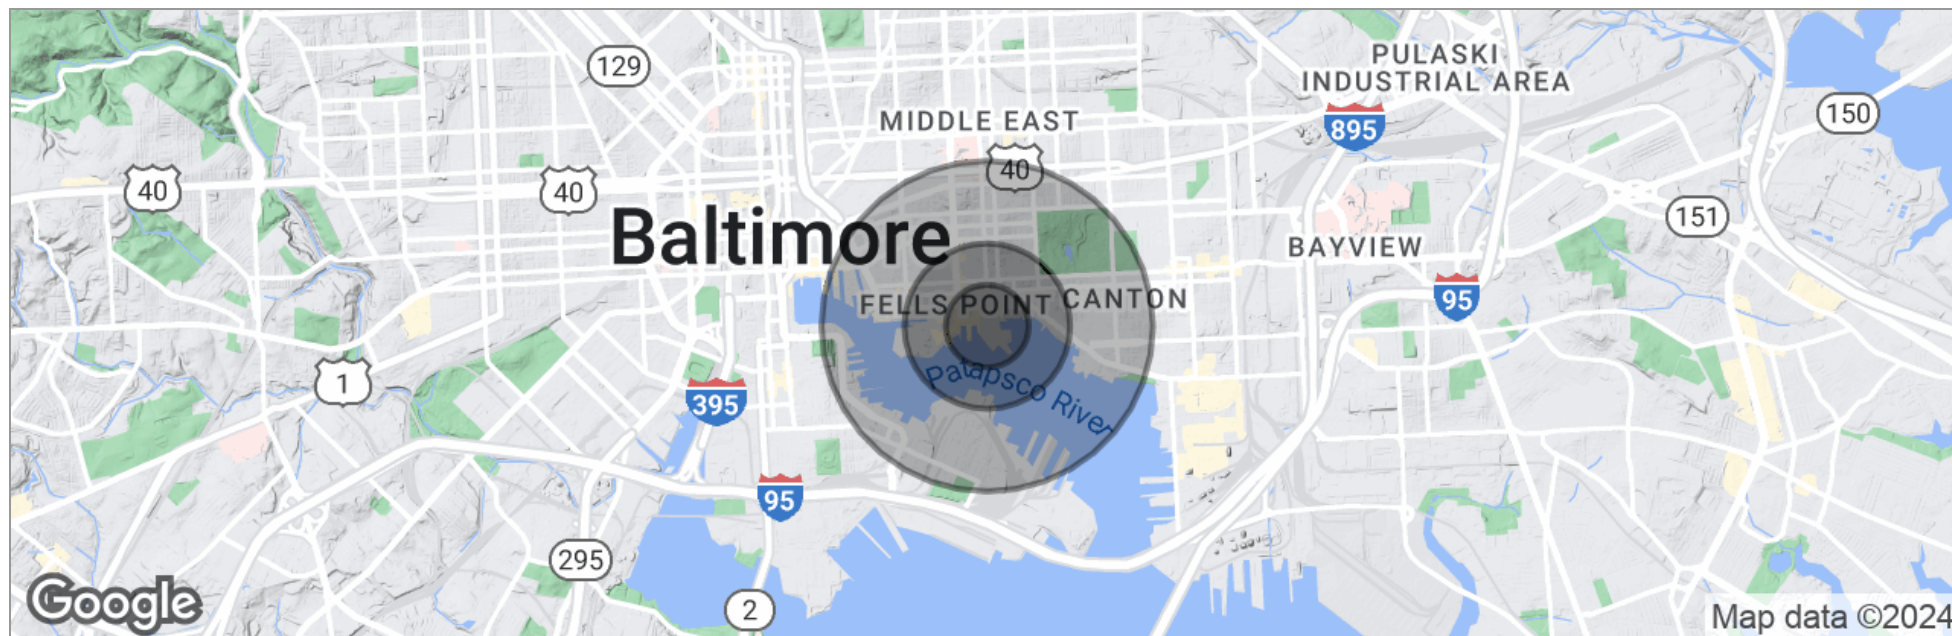 129
PULASKI
INDUSTRIAL AREA
150
MIDDLE EAST
895
40
40
40
151
Baltimore
BAYVIEW
FELLS POINT
CANTON
95
1
395
Patapsco River
95
295
2
Google
Map data ©2024